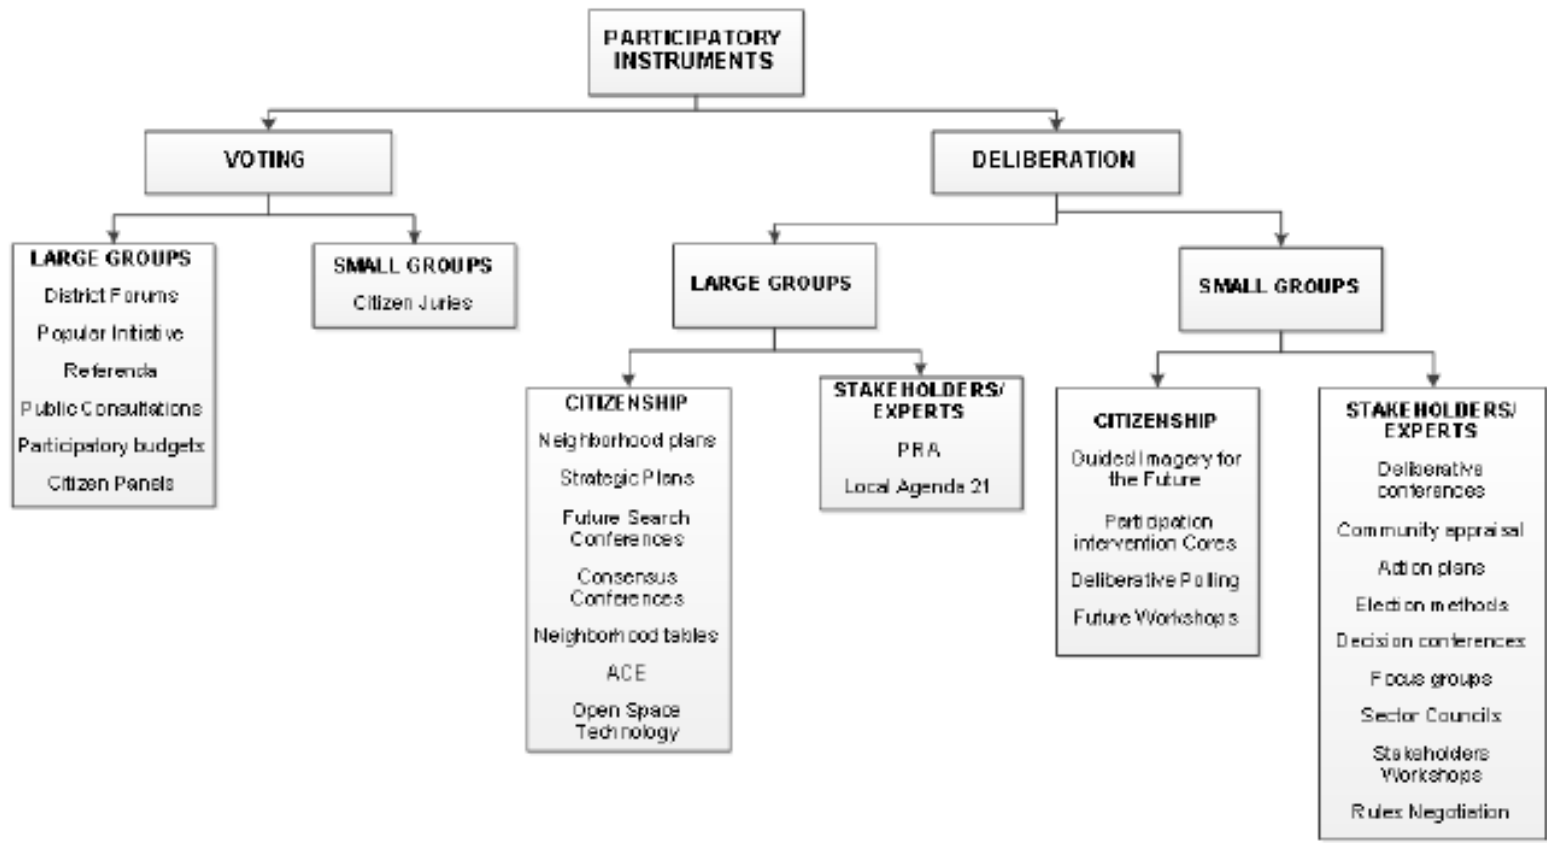 PARTICIPATORY
INSTRUMENTS
VOTING
DELIBERATION
LARGE GROUPS
District Forums
Popular Initiative
Referenda
Public Consultations
Participatory budgets
Citizen Panels
SMALL GROUPS
Citizen Juries
LARGE GROUPS
SMALL GROUPS
CITIZENSHIP
Neighborhood plans
Strategic Plans
Future Search
Conferences
Consensus
Conferences
Neighborhood tables
ACE
Open Space
Technology
STAKEHOLDERS/
EXPERTS
PRA
Local Agenda 21
CITIZENSHIP
Guided Imagery for
the Future
Participation
intervention Cores
Deliberative Polling
Future Workshops
STAKEHOLDERS/
EXPERTS
Deliberative
conferences
Community appraisal
Action plans
Election methods
Decision conferences
Focus groups
Sector Councils
Stakeholders
Workshops
Rules Negotiation